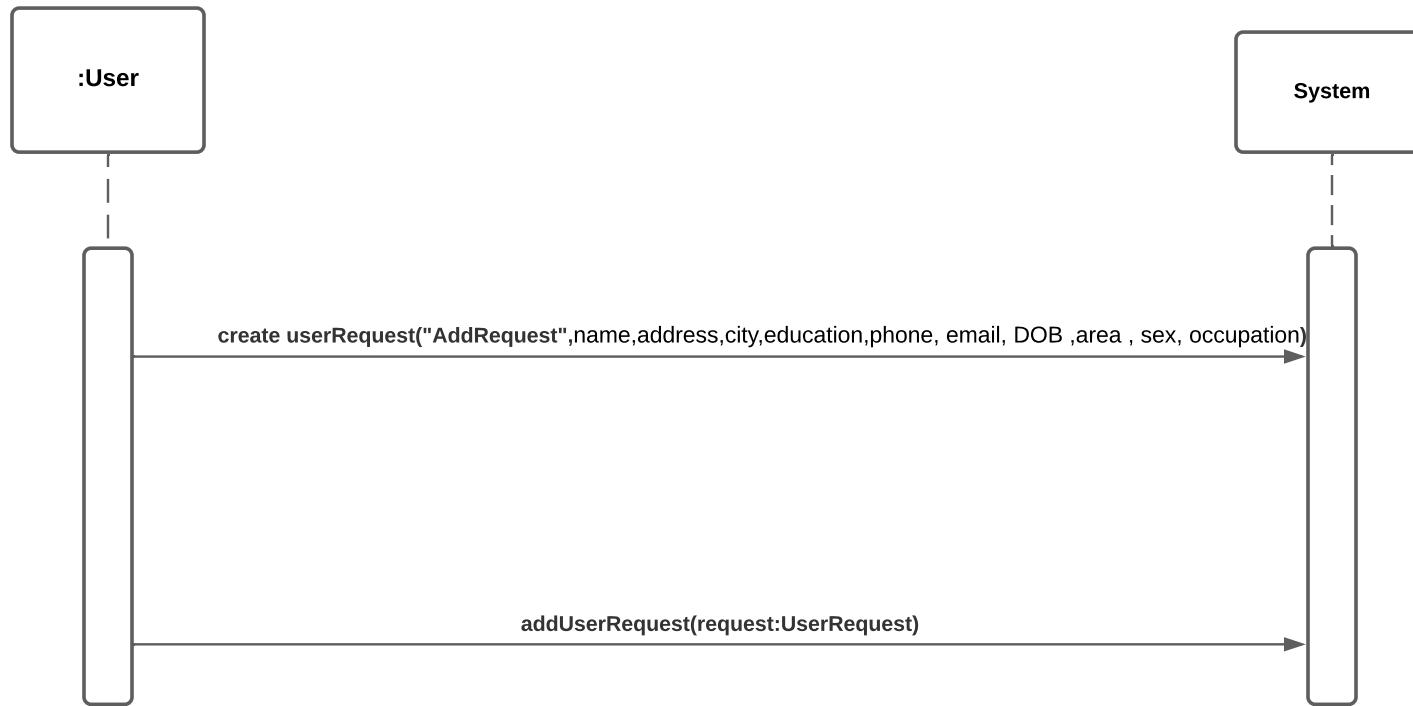 :User
System
create userRequest("AddRequest",name,address,city,education,phone, email, DOB ,area , sex, occupation)
addUserRequest(request:UserRequest)